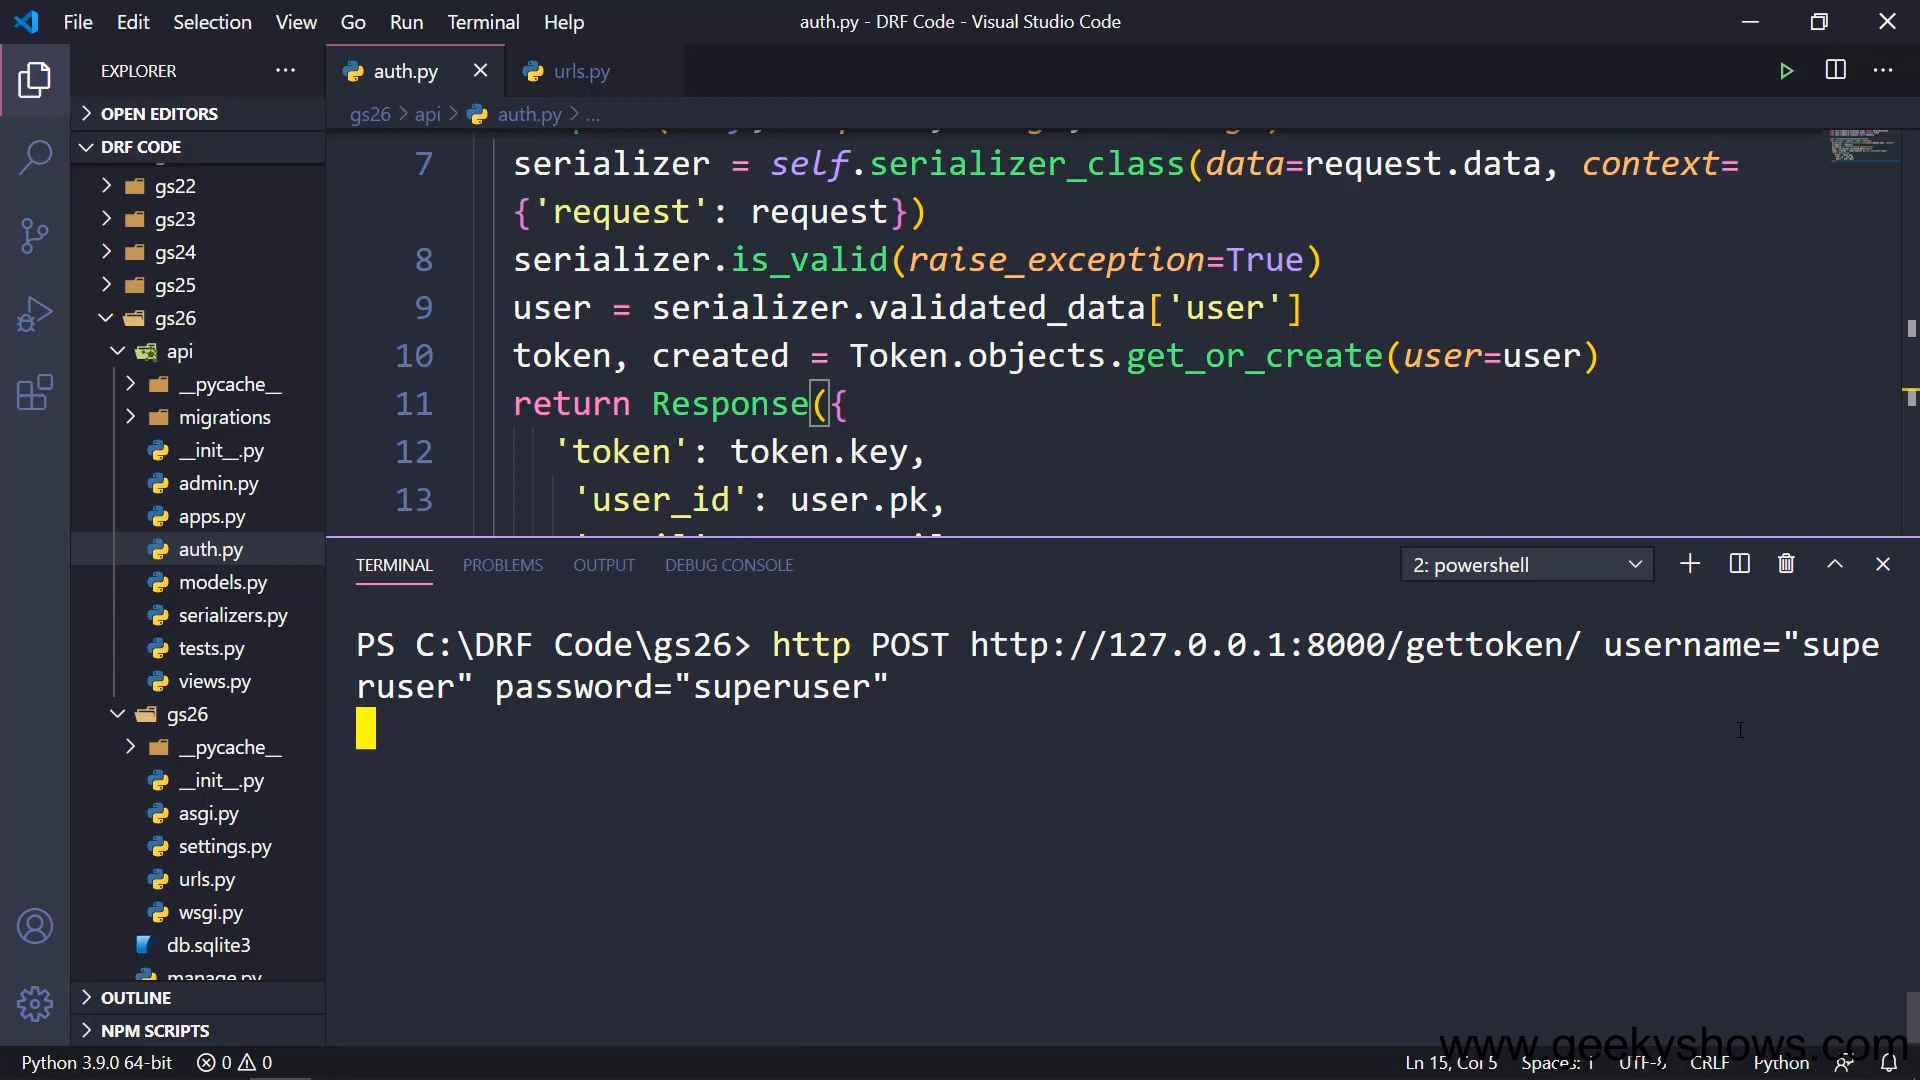 File Edit Selection View Go Run Terminal Help
auth.py - DRF Code - Visual Studio Code
EXPLORER
OPEN EDITORS
DRF CODE
gs22
gs23
gs24
gs25
gs26
api
__pycache__
migrations
__init__.py
admin.py
apps.py
auth.py
models.py
serializers.py
tests.py
views.py
gs26
__pycache__
__init__.py
asgi.py
settings.py
urls.py
wsgi.py
db.sqlite3
manage.py
OUTLINE
NPM SCRIPTS
auth.py urls.py
gs26 > api > auth.py > ...
7 serializer = self.serializer_class(data=request.data, context=
{'request': request})
8 serializer.is_valid(raise_exception=True)
9 user = serializer.validated_data['user']
10 token, created = Token.objects.get_or_create(user=user)
11 return Response({
12 'token': token.key,
13 'user_id': user.pk,
TERMINAL PROBLEMS OUTPUT DEBUG CONSOLE
2: powershell
PS C:\DRF Code\gs26> http POST http://127.0.0.1:8000/gettoken/ username="supe
ruser" password="superuser"
www.geekyshows.com
Python 3.9.0 64-bit 0 0
Ln 15, Col 5 Spaces: 1 UTF-8 CRLF Python